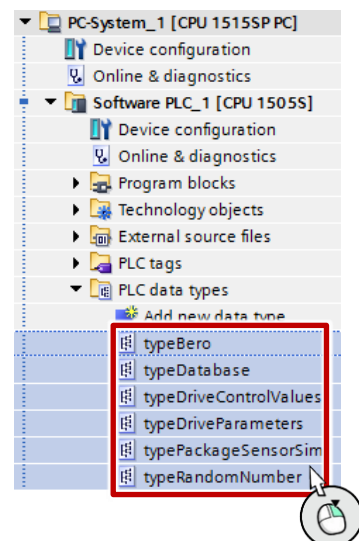 PC-System_1 [CPU 1515SP PC]
Device configuration
Online & diagnostics
Software PLC_1 [CPU 1505S]
Device configuration
Online & diagnostics
Program blocks
Technology objects
External source files
PLC tags
PLC data types
Add new data type
typeBero
typeDatabase
typeDriveControlValues
typeDriveParameters
typePackageSensorSim
typeRandomNumber